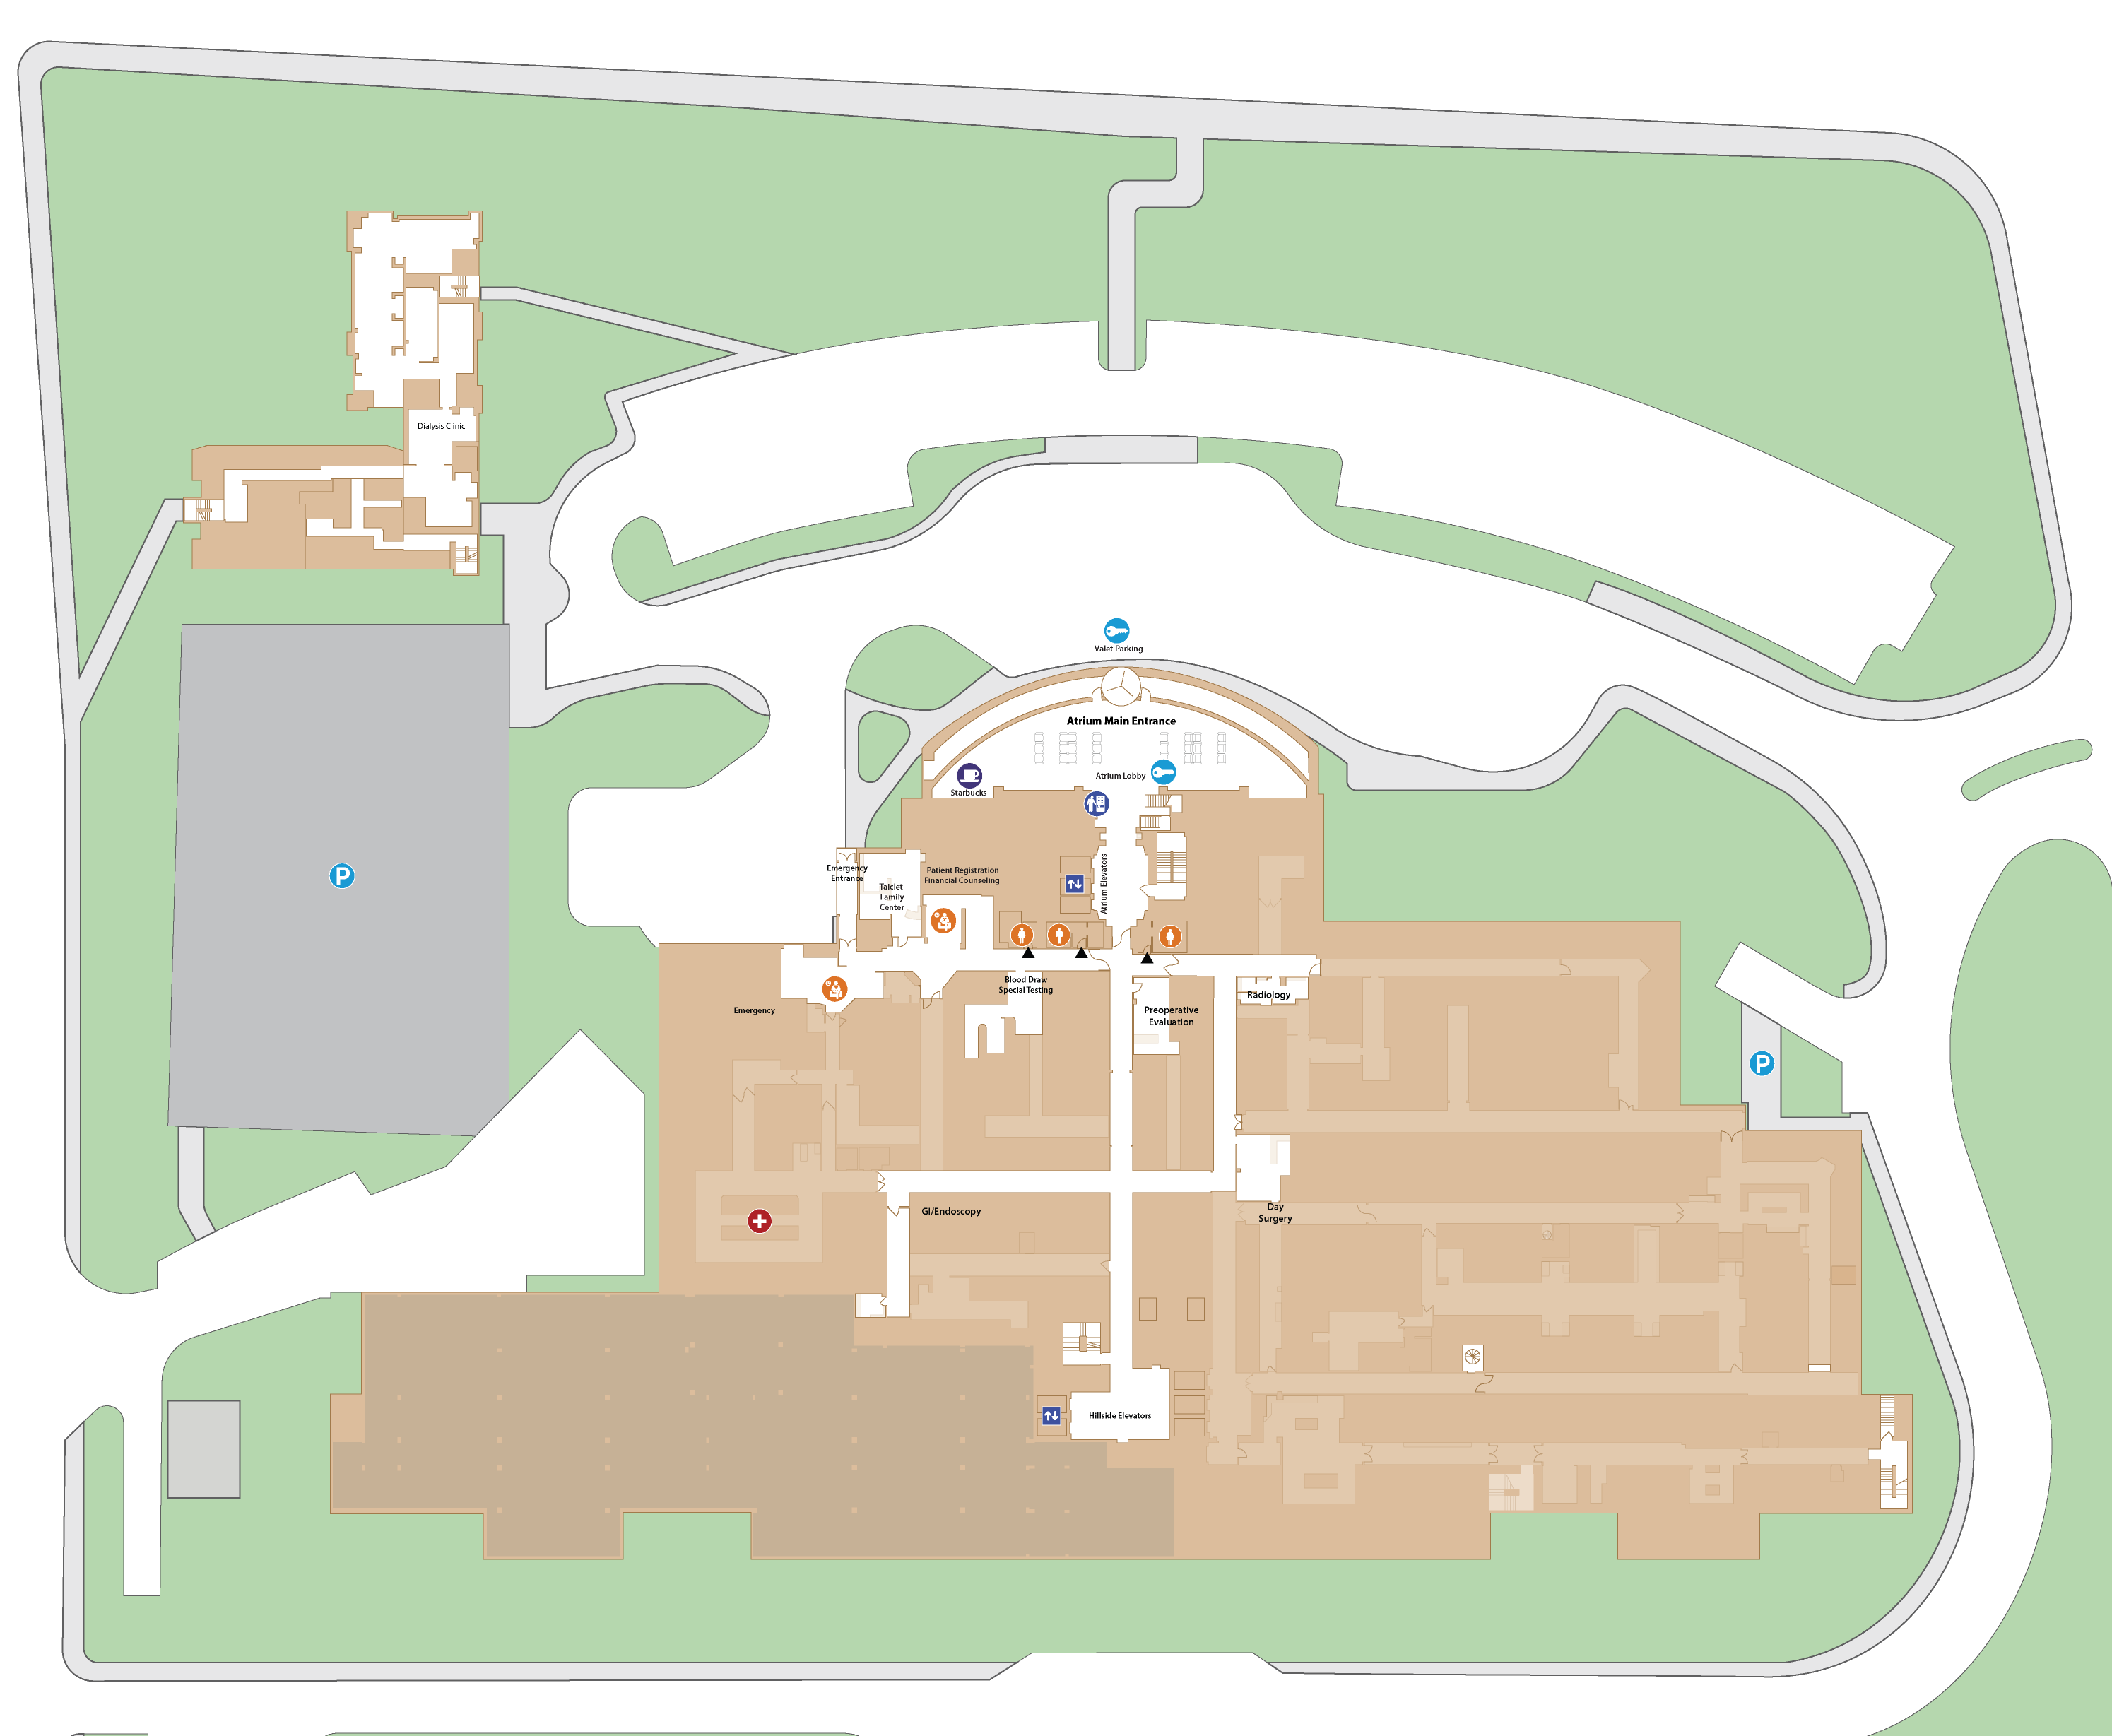 Dialysis Clinic
Valet Parking
Atrium Main Entrance
Atrium Lobby
Starbucks
Atrium Elevators
Emergency
Entrance
Taiclet
Family
Center
Patient Registration
Financial Counseling
P
Blood Draw
Special Testing
Radiology
Preoperative
Evaluation
Emergency
P
GI/Endoscopy
Day
Surgery
Hillside Elevators